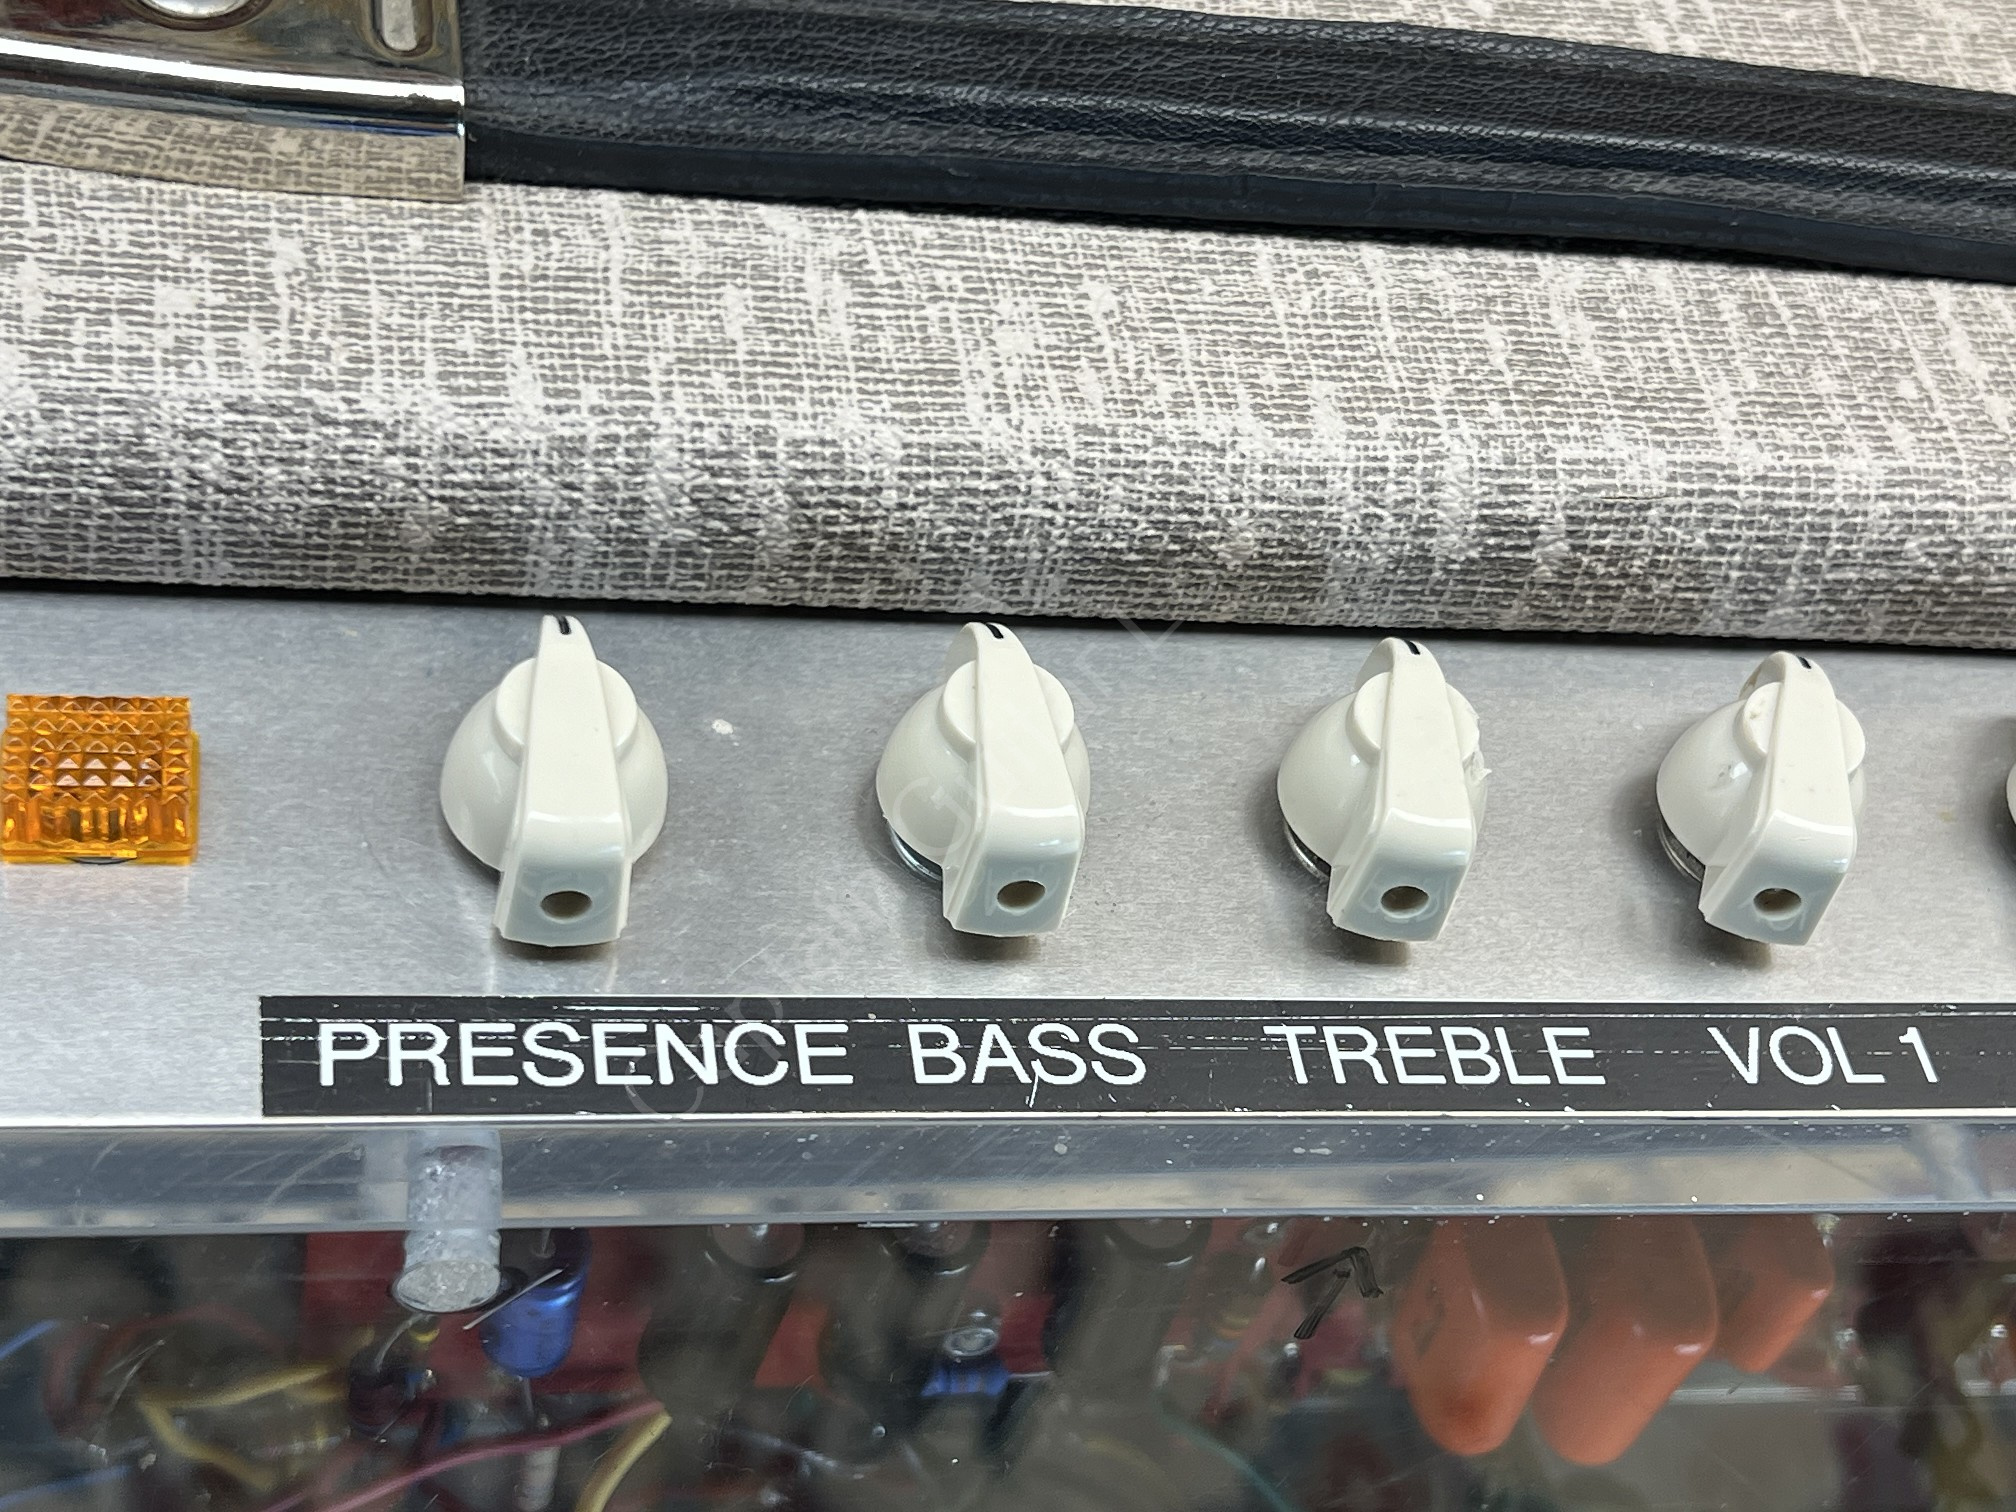 PRESENCE BASS TREBLE VOL 1